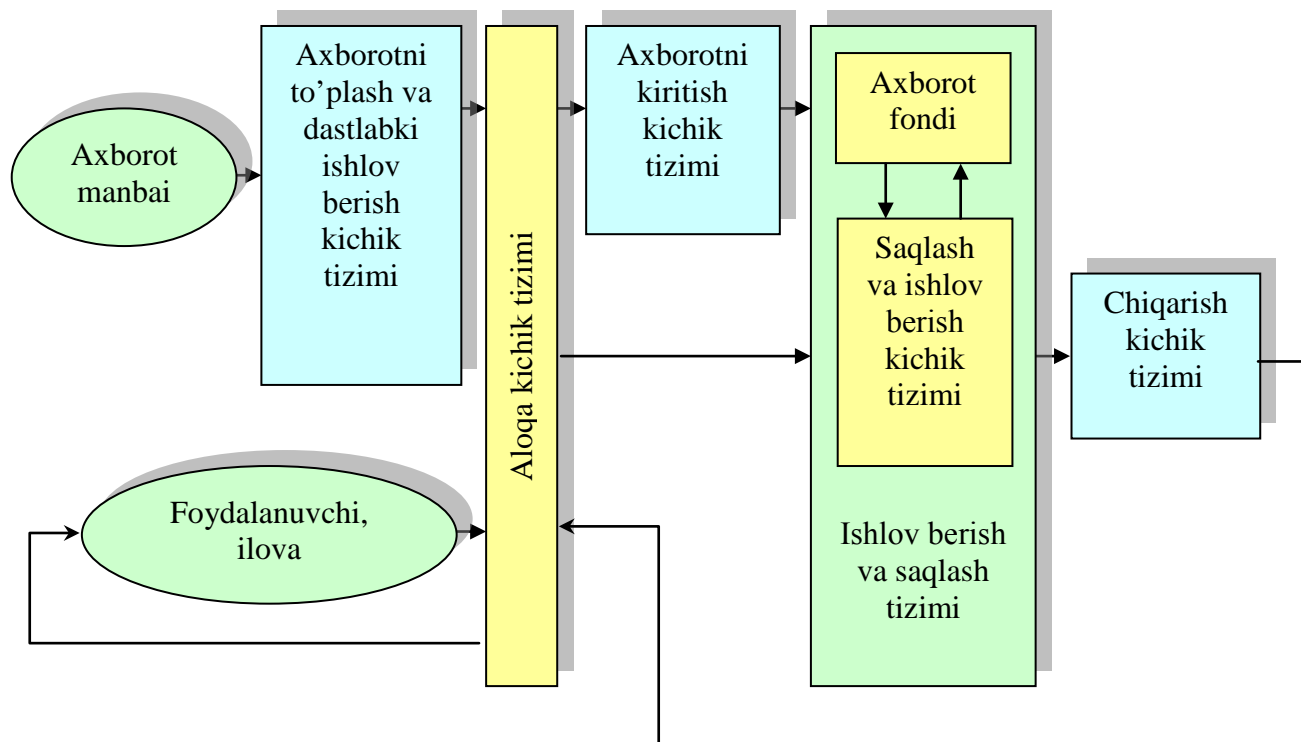 Axborot
manbai
Axborotni
to’plash va
dastlabki
ishlov
berish
kichik
tizimi
Aloqa kichik tizimi
Axborotni
kiritish
kichik
tizimi
Axborot
fondi
Saqlash
va ishlov
berish
kichik
tizimi
Ishlov berish
va saqlash
tizimi
Chiqarish
kichik
tizimi
Foydalanuvchi,
ilova